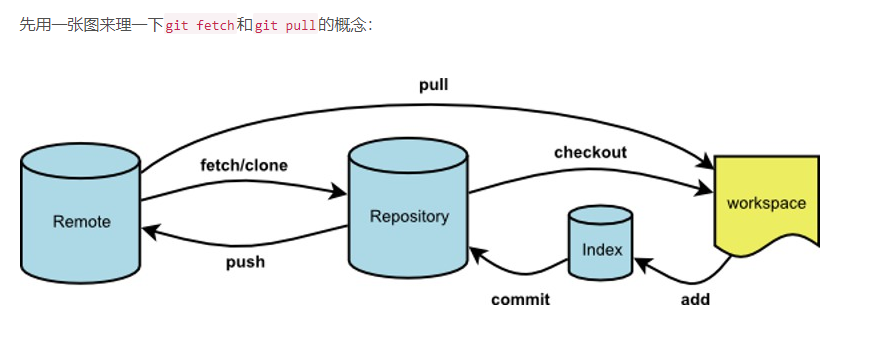 先用一张图来理一下git fetch和git pull的概念：
pull
fetch/clone
checkout
Remote
Repository
workspace
Index
push
commit
add